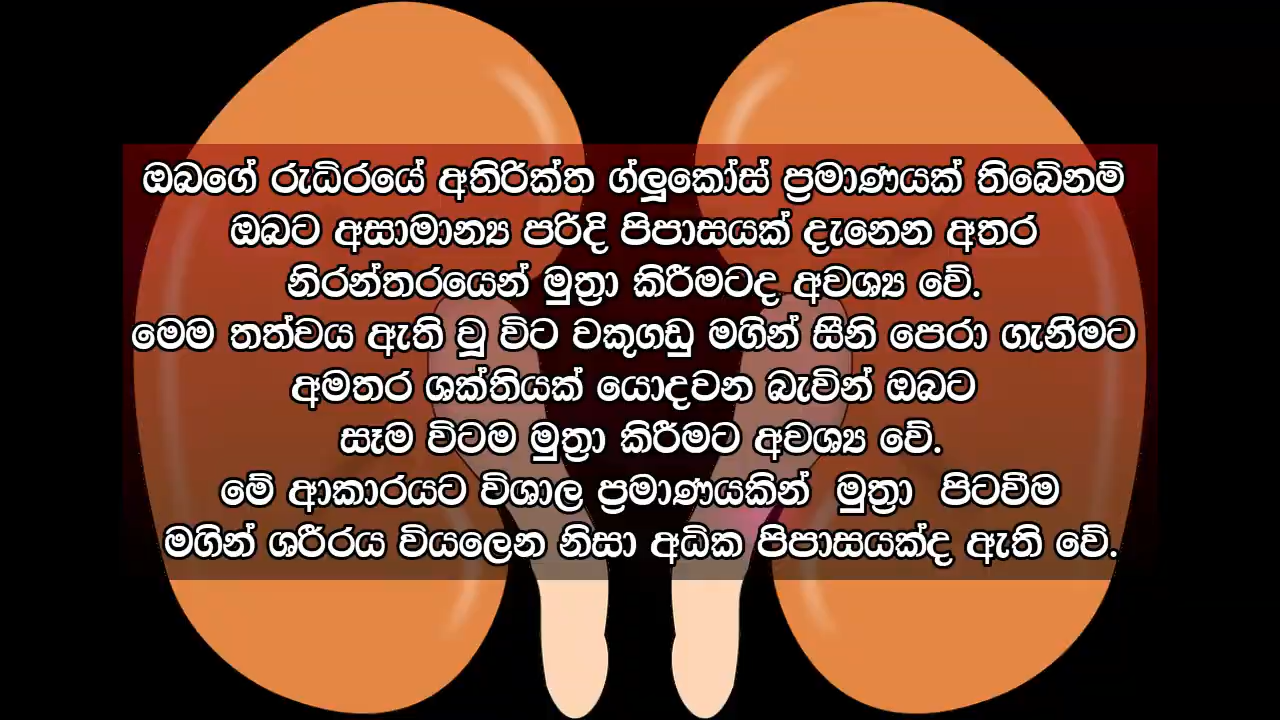 ඔබගේ රුධිරයේ අතිරික්ත ග්ලූකෝස් ප්‍රමාණයක් තිබේනම්
ඔබට අසාමාන්‍ය පරිදි පිපාසයක් දැනෙන අතර
නිරන්තරයෙන් මුත්‍රා කිරීමටද අවශ්‍ය වේ.
මෙම තත්වය ඇති වූ විට වකුගඩු මගින් සීනි පෙරා ගැනීමට
අමතර ශක්තියක් යොදවන බැවින් ඔබට
සෑම විටම මුත්‍රා කිරීමට අවශ්‍ය වේ.
මේ ආකාරයට විශාල ප්‍රමාණයකින් මුත්‍රා පිටවීම
මගින් ශරීරය වියලෙන නිසා අධික පිපාසයක්ද ඇති වේ.